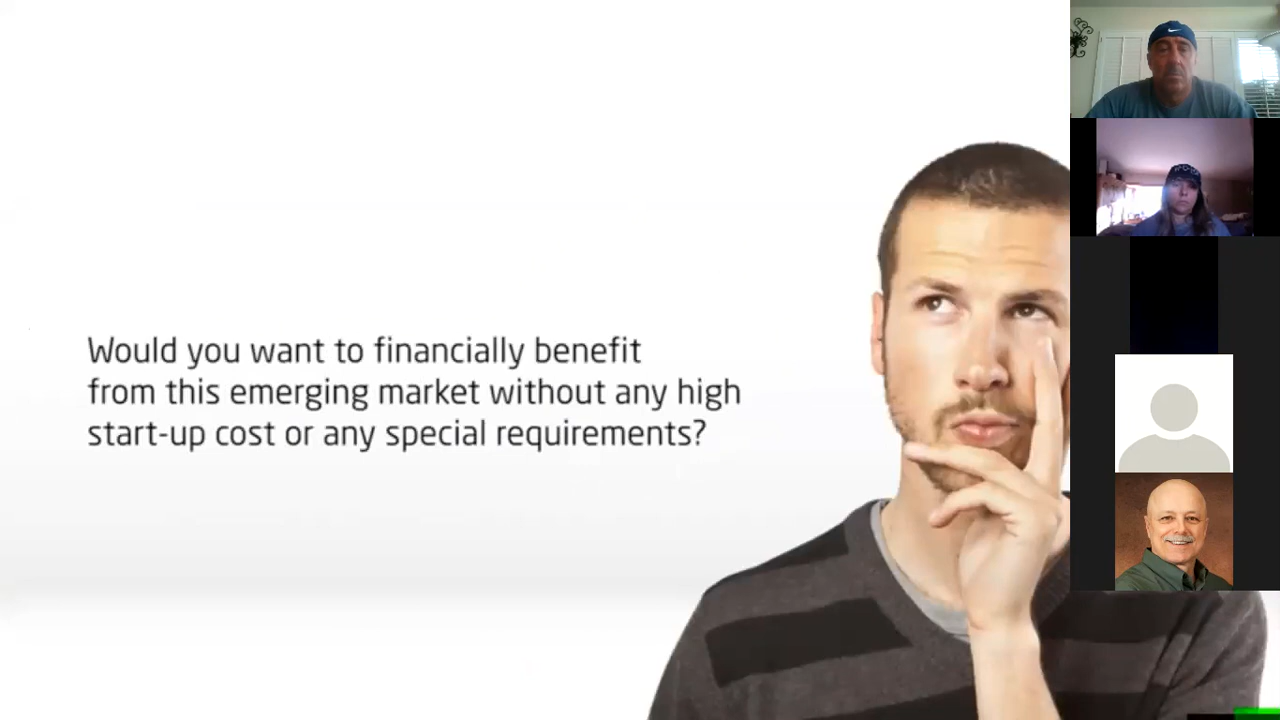 Would you want to financially benefit
from this emerging market without any high
start-up cost or any special requirements?